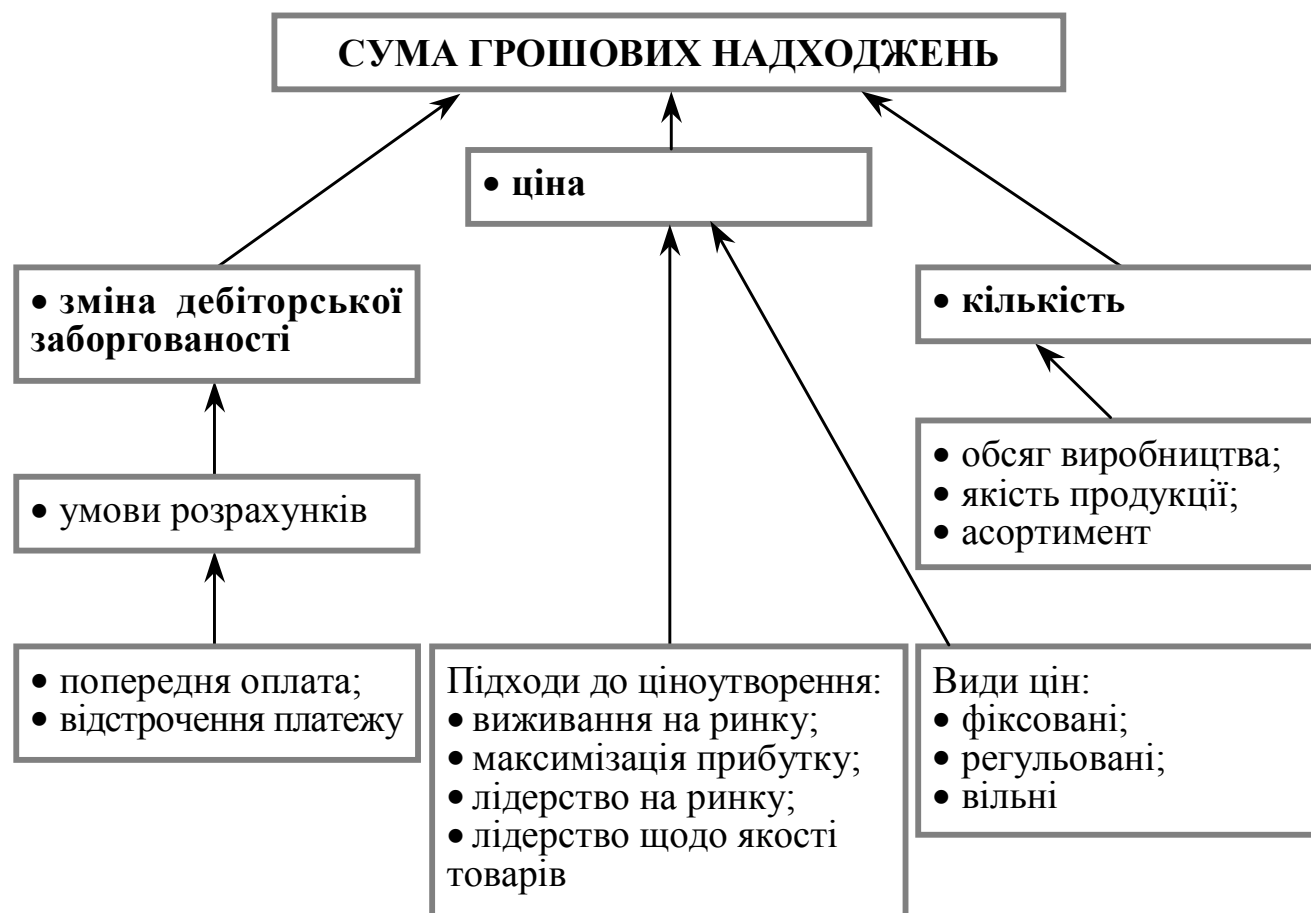 СУМА ГРОШОВИХ НАДХОДЖЕНЬ
• ціна
• зміна дебіторської
заборгованості
• кількість
• умови розрахунків
• обсяг виробництва;
• якість продукції;
• асортимент
• попередня оплата;
• відстрочення платежу
Підходи до ціноутворення:
• виживання на ринку;
• максимізація прибутку;
• лідерство на ринку;
• лідерство щодо якості
товарів
Види цін:
• фіксовані;
• регульовані;
• вільні